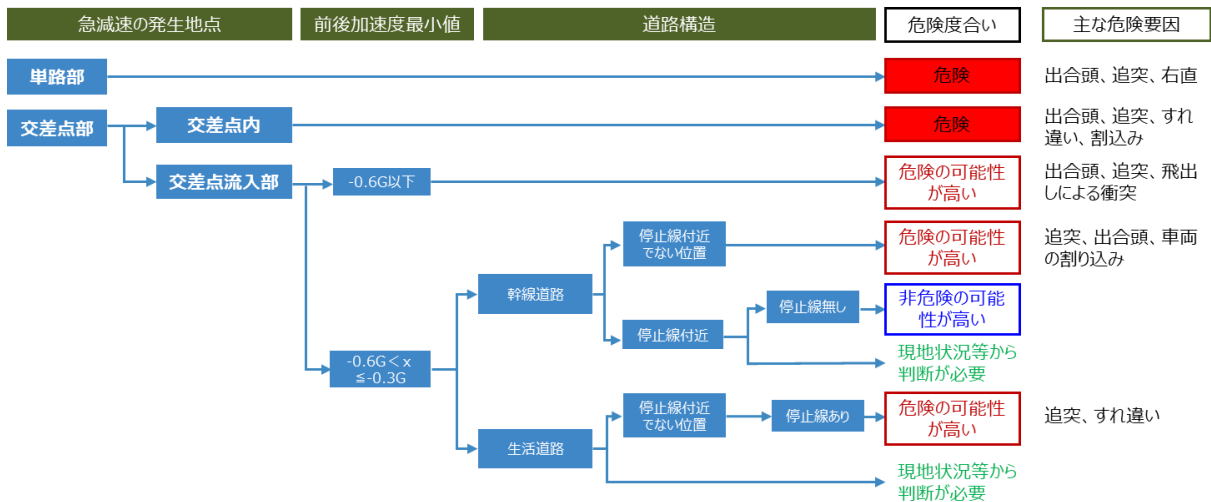 急減速の発生地点
前後加速度最小値
道路構造
危険度合い
主な危険要因
単路部
危険
出合頭、追突、右直
交差点部
交差点内
危険
出合頭、追突、すれ
違い、割込み
交差点流入部
-0.6G以下
危険の可能性
が高い
出合頭、追突、飛出
しによる衝突
停止線付近
でない位置
危険の可能性
が高い
追突、出合頭、車両
の割り込み
幹線道路
停止線付近
停止線無し
非危険の可能
性が高い
現地状況等から
判断が必要
-0.6G<x
≦-0.3G
停止線付近
でない位置
停止線あり
危険の可能性
が高い
追突、すれ違い
生活道路
現地状況等から
判断が必要